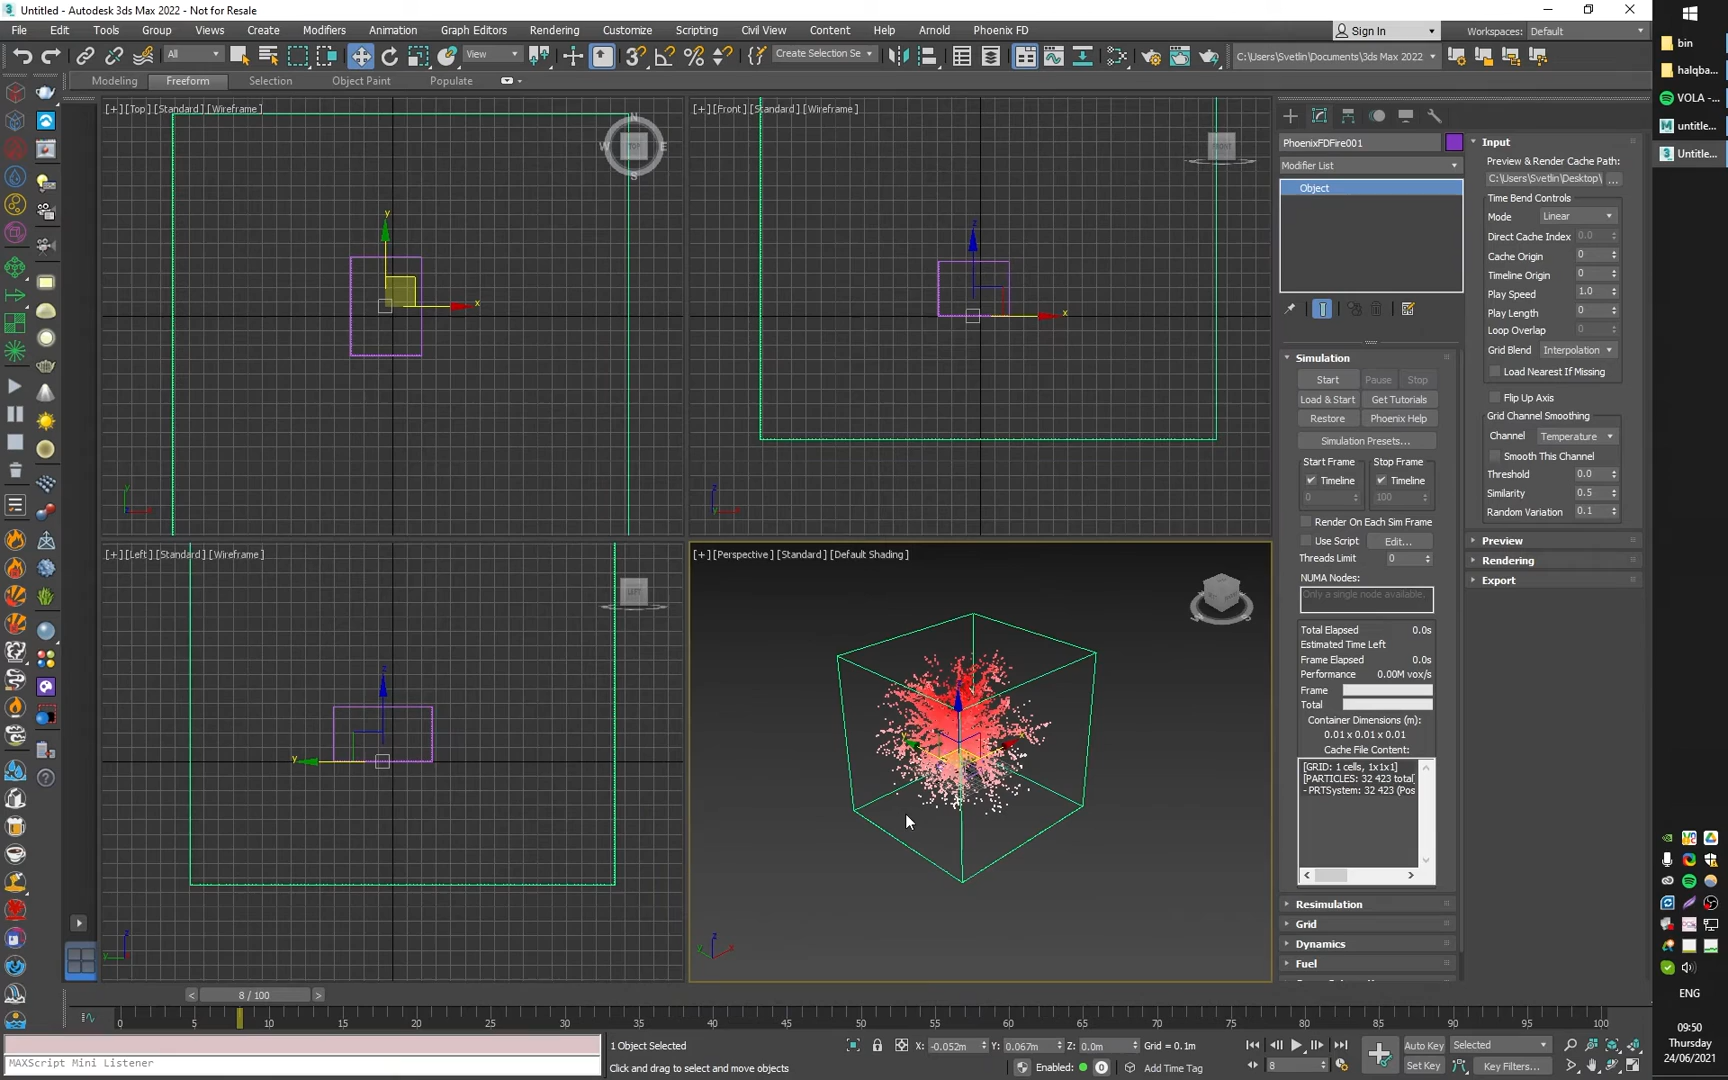 Untitled - Autodesk 3ds Max 2022 - Not for Resale
File Edit Tools Group Views Create Modifiers Animation Graph Editors Rendering Customize Scripting Civil View Content Help Arnold Phoenix FD
Sign In
Workspaces: Default
All
View
Create Selection Se
C:\Users\Svetlin\Documents\3ds Max 2022
Modeling Freeform Selection Object Paint Populate
[+] [Top] [Standard] [Wireframe]
[+] [Front] [Standard] [Wireframe]
[+] [Left] [Standard] [Wireframe]
[+] [Perspective] [Standard] [Default Shading]
TOP
N
W
E
S
FRONT
LEFT
PhoenixFDFire001
Modifier List
Object
Simulation
Start Pause Stop
Load & Start Get Tutorials
Restore Phoenix Help
Simulation Presets...
Start Frame Stop Frame
Timeline Timeline
0 100
Render On Each Sim Frame
Use Script Edit...
Threads Limit 0
NUMA Nodes:
Only a single node available.
Total Elapsed 0.0s
Estimated Time Left
Frame Elapsed 0.0s
Performance 0.00M vox/s
Frame
Total
Container Dimensions (m):
0.01 x 0.01 x 0.01
Cache File Content:
[GRID: 1 cells, 1x1x1]
[PARTICLES: 32 423 total]
- PRTSystem: 32 423 (Pos
Resimulation
Grid
Dynamics
Fuel
Input
Preview & Render Cache Path:
C:\Users\Svetlin\Desktop\ ...
Time Bend Controls
Mode Linear
Direct Cache Index 0.0
Cache Origin 0
Timeline Origin 0
Play Speed 1.0
Play Length 0
Loop Overlap 0
Grid Blend Interpolation
Load Nearest If Missing
Flip Up Axis
Grid Channel Smoothing
Channel Temperature
Smooth This Channel
Threshold 0.0
Similarity 0.5
Random Variation 0.1
Preview
Rendering
Export
bin
halqba...
VOLA -...
untitle...
Untitle...
ENG
09:50
Thursday
24/06/2021
< 8 / 100 >
0 5 10 15 20 25 30 35 40 45 50 55 60 65 70 75 80 85 90 95 100
1 Object Selected
X: -0.052m Y: 0.067m Z: 0.0m Grid = 0.1m
Auto Key Selected
MAXScript Mini Listener
Click and drag to select and move objects
Enabled: 0 Add Time Tag
8
Set Key Key Filters...